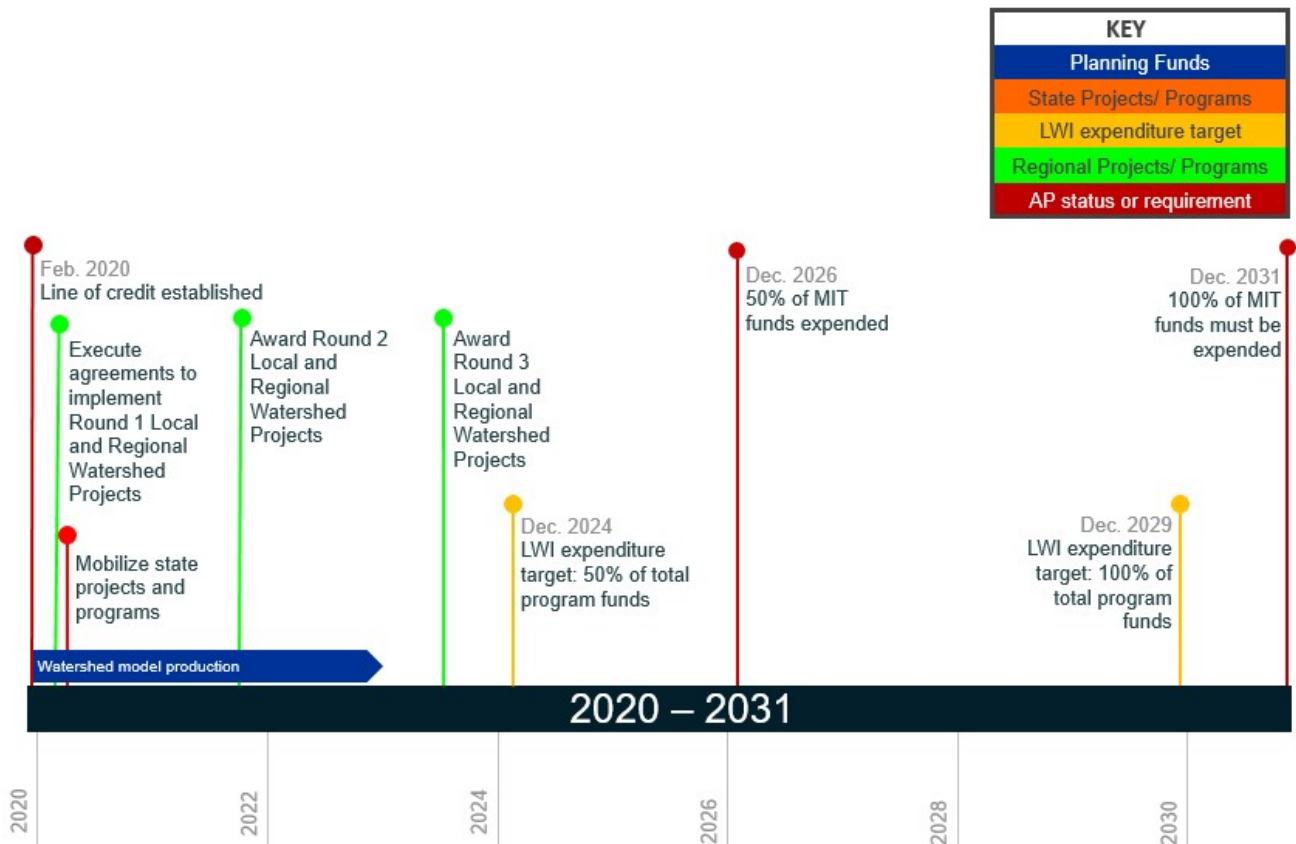 KEY
Planning Funds
State Projects/ Programs
LWI expenditure target
Regional Projects/ Programs
AP status or requirement
Feb. 2020
Line of credit established
Execute
agreements to
implement
Round 1 Local
and Regional
Watershed
Projects
Mobilize state
projects and
programs
Award Round 2
Local and
Regional
Watershed
Projects
Award
Round 3
Local and
Regional
Watershed
Projects
Dec. 2024
LWI expenditure
target: 50% of total
program funds
Dec. 2026
50% of MIT
funds expended
Dec. 2029
LWI expenditure
target: 100% of
total program
funds
Dec. 2031
100% of MIT
funds must be
expended
Watershed model production
2020 – 2031
2020
2022
2024
2026
2028
2030